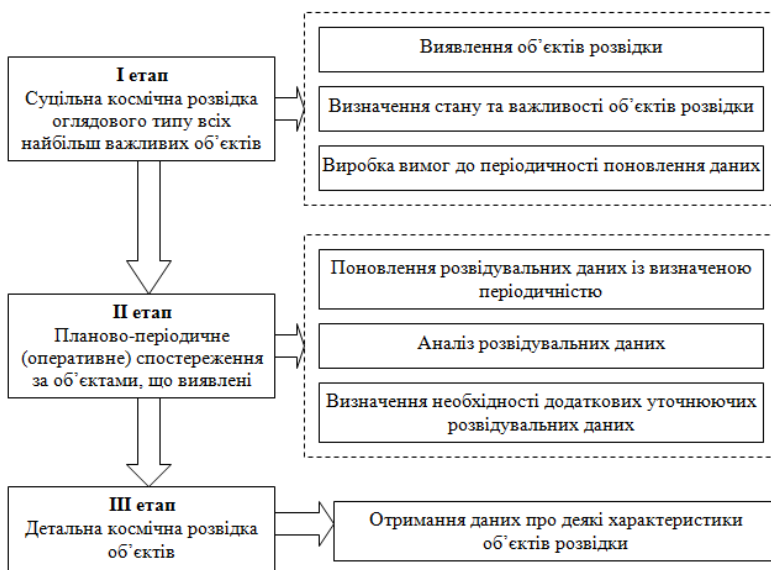 І етап
Суцільна космічна розвідка
оглядового типу всіх
найбільш важливих об’єктів
Виявлення об’єктів розвідки
Визначення стану та важливості об’єктів розвідки
Виробка вимог до періодичності поновлення даних
ІІ етап
Планово-періодичне
(оперативне) спостереження
за об’єктами, що виявлені
Поновлення розвідувальних даних із визначеною
періодичністю
Аналіз розвідувальних даних
Визначення необхідності додаткових уточнюючих
розвідувальних даних
ІІІ етап
Детальна космічна розвідка
об’єктів
Отримання даних про деякі характеристики
об’єктів розвідки